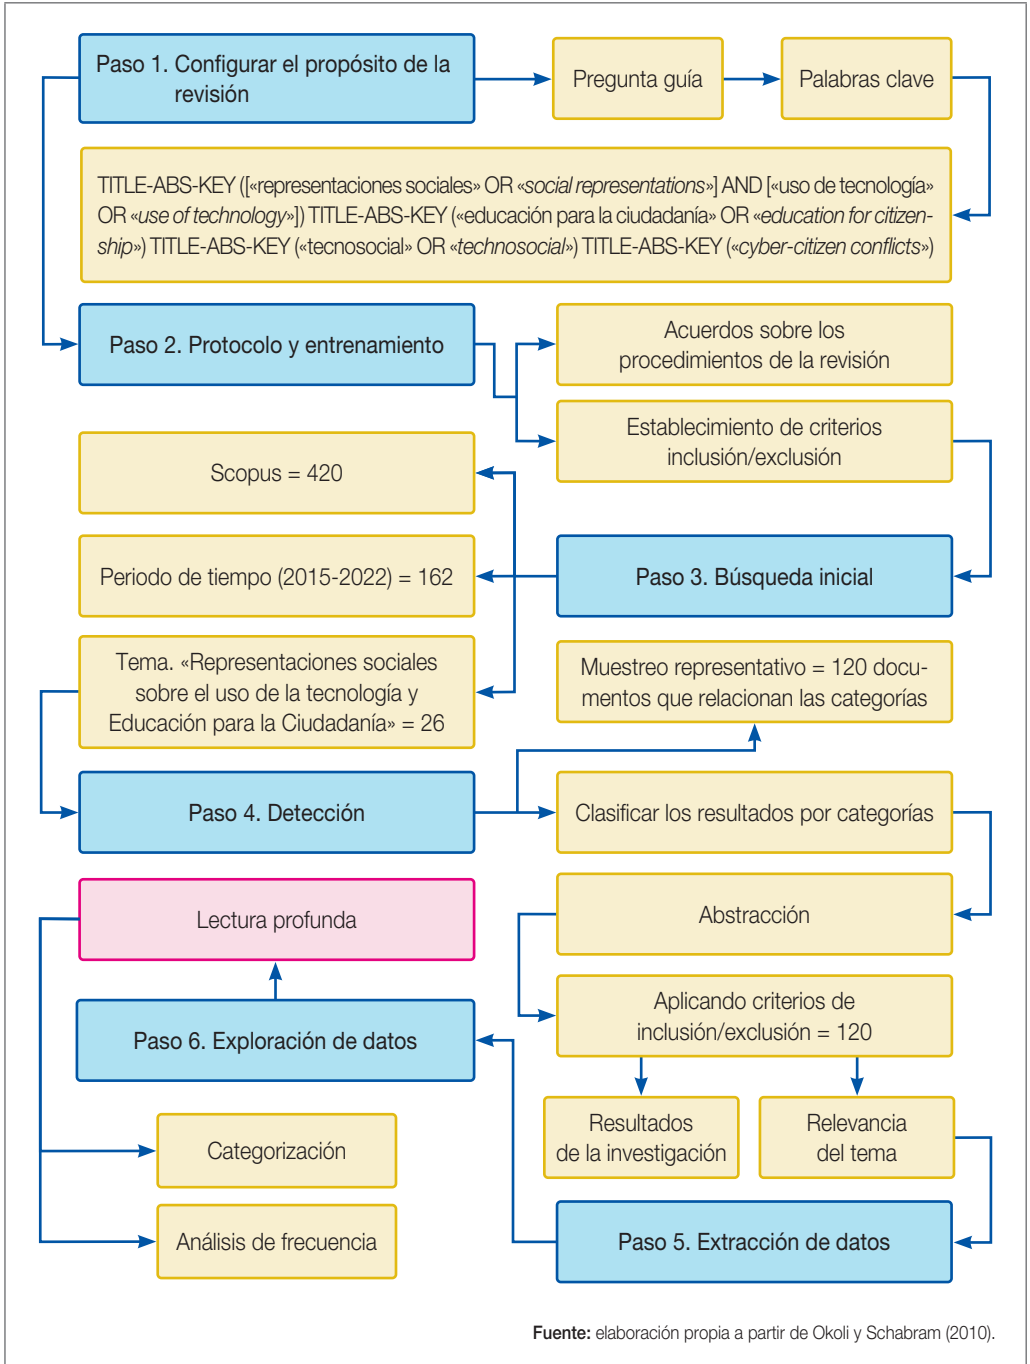 Paso 1. Configurar el propósito de la
revisión
Pregunta guía
Palabras clave
TITLE-ABS-KEY ([«representaciones sociales» OR «social representations»] AND [«uso de tecnología»
OR «use of technology»]) TITLE-ABS-KEY («educación para la ciudadanía» OR «education for citizen-
ship») TITLE-ABS-KEY («tecnosocial» OR «technosocial») TITLE-ABS-KEY («cyber-citizen conflicts»)
Paso 2. Protocolo y entrenamiento
Acuerdos sobre los
procedimientos de la revisión
Establecimiento de criterios
inclusión/exclusión
Scopus = 420
Periodo de tiempo (2015-2022) = 162
Paso 3. Búsqueda inicial
Tema. «Representaciones sociales
sobre el uso de la tecnología y
Educación para la Ciudadanía» = 26
Muestreo representativo = 120 docu-
mentos que relacionan las categorías
Paso 4. Detección
Clasificar los resultados por categorías
Lectura profunda
Abstracción
Aplicando criterios de
inclusión/exclusión = 120
Paso 6. Exploración de datos
Resultados
de la investigación
Relevancia
del tema
Categorización
Análisis de frecuencia
Paso 5. Extracción de datos
Fuente: elaboración propia a partir de Okoli y Schabram (2010).